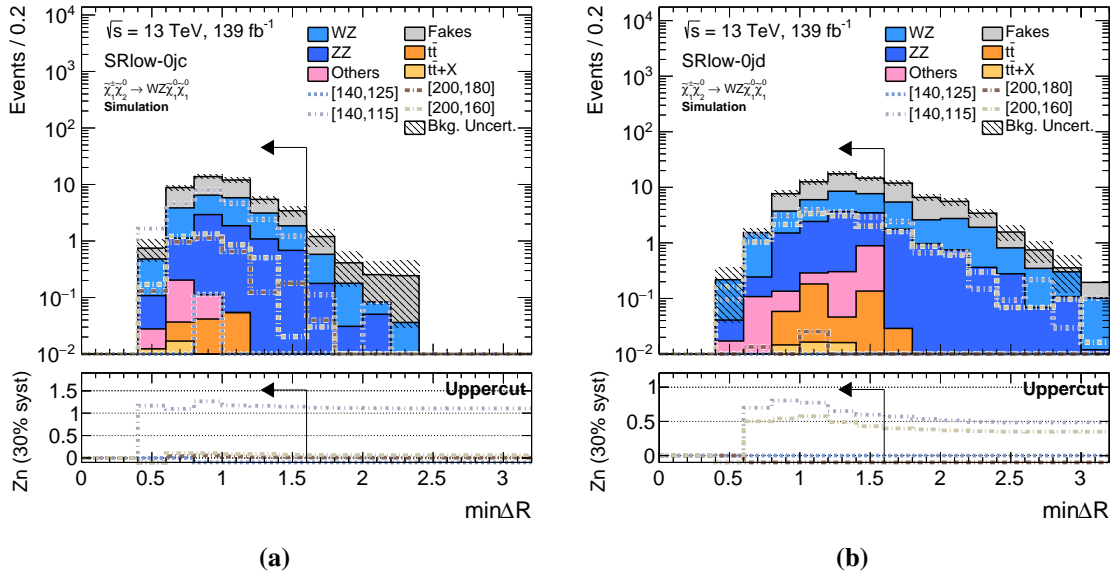 √s = 13 TeV, 139 fb⁻¹
SRlow-0jc
χ̃₁±χ̃₂⁰ → WZχ̃₁⁰χ̃₁⁰
Simulation
WZ
ZZ
Others
[140,125]
[140,115]
Fakes
tt̄
tt̄+X
[200,180]
[200,160]
Bkg. Uncert.
Events / 0.2
10⁴
10³
10²
10
1
10⁻¹
10⁻²
Uppercut
Zn (30% syst)
1.5
1
0.5
0
0 0.5 1 1.5 2 2.5 3
minΔR
(a)
√s = 13 TeV, 139 fb⁻¹
SRlow-0jd
χ̃₁±χ̃₂⁰ → WZχ̃₁⁰χ̃₁⁰
Simulation
WZ
ZZ
Others
[140,125]
[140,115]
Fakes
tt̄
tt̄+X
[200,180]
[200,160]
Bkg. Uncert.
Events / 0.2
10⁴
10³
10²
10
1
10⁻¹
10⁻²
Uppercut
Zn (30% syst)
1
0.5
0
0 0.5 1 1.5 2 2.5 3
minΔR
(b)